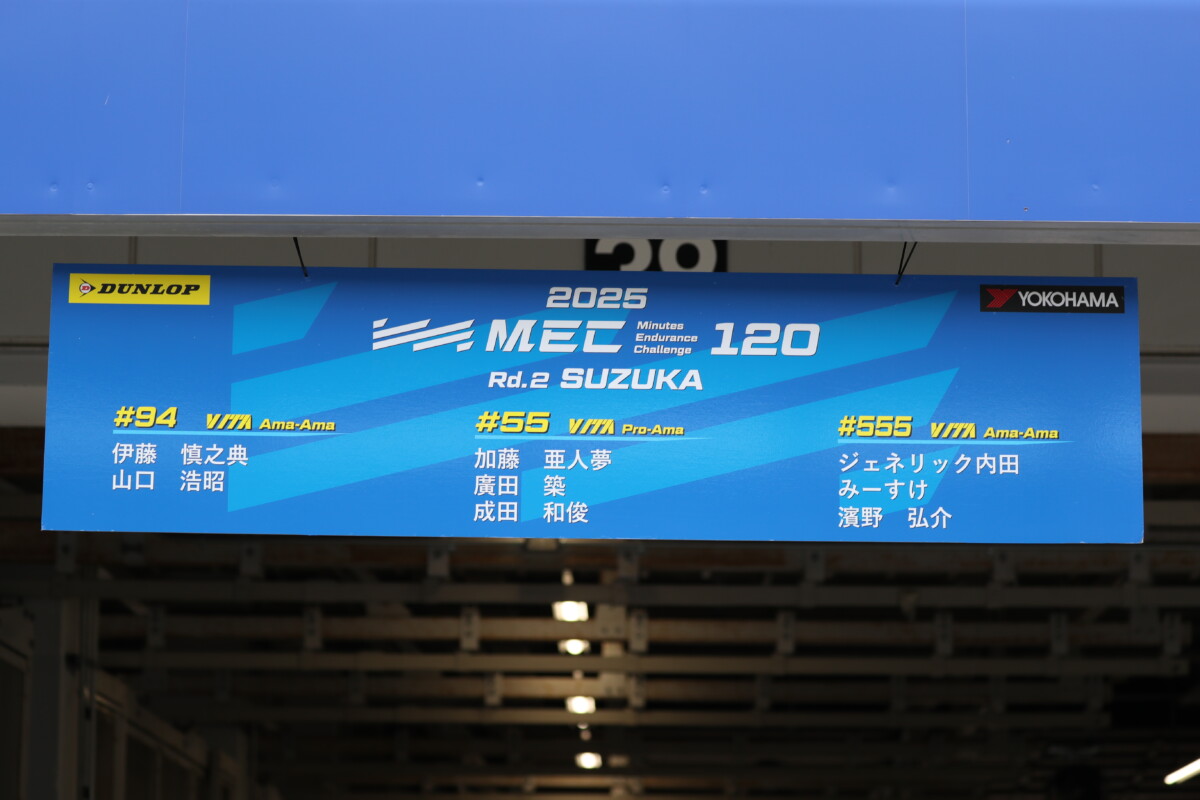 38
DUNLOP
YOKOHAMA
2025
MEC Minutes Endurance Challenge 120
Rd.2 SUZUKA
#94 VITA Ama-Ama
伊藤 慎之典
山口 浩昭
#55 VITA Pro-Ama
加藤 亜人夢
廣田 築
成田 和俊
#555 VITA Ama-Ama
ジェネリック内田
みーすけ
濱野 弘介